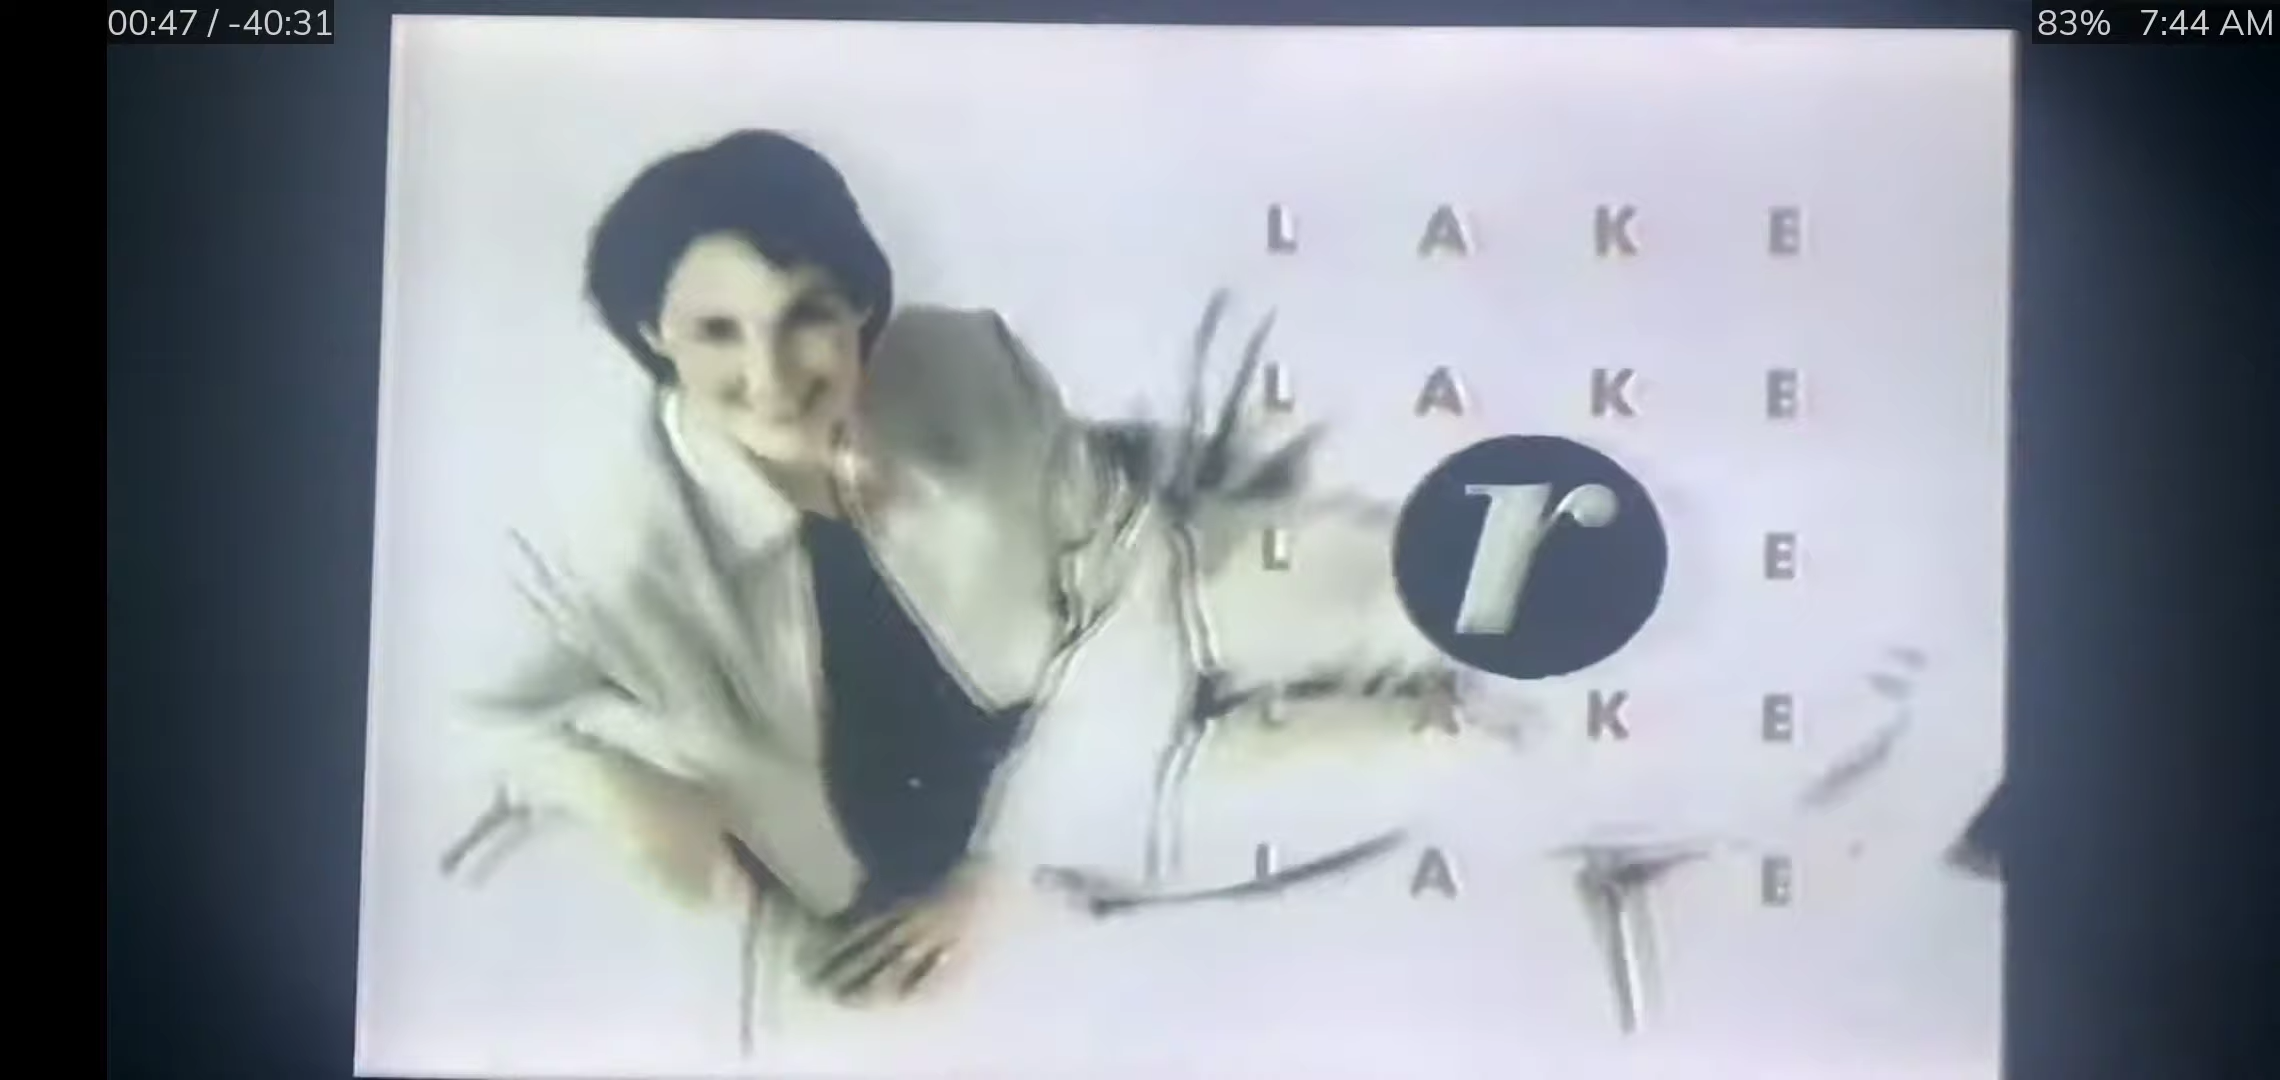 00:47 / -40:31
83% 7:44 AM
L A K E
L A K E
L r E
L A K E
L A E